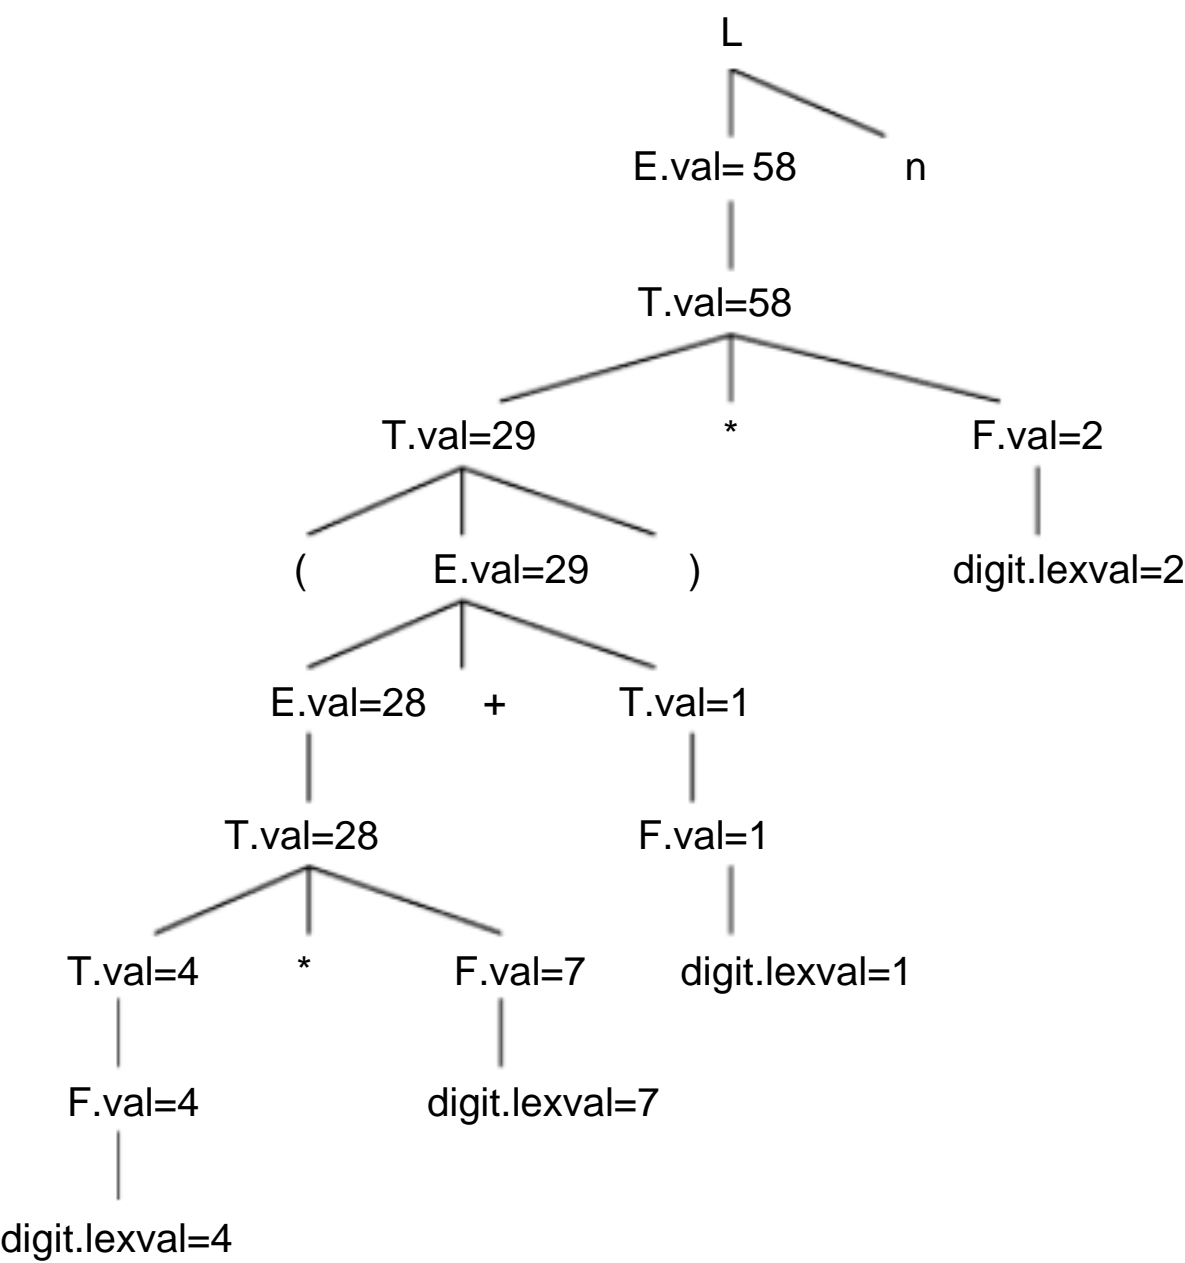 L
E.val= 58 n
T.val=58
T.val=29 * F.val=2
( E.val=29 ) digit.lexval=2
E.val=28 + T.val=1
T.val=28 F.val=1
T.val=4 * F.val=7 digit.lexval=1
F.val=4 digit.lexval=7
digit.lexval=4